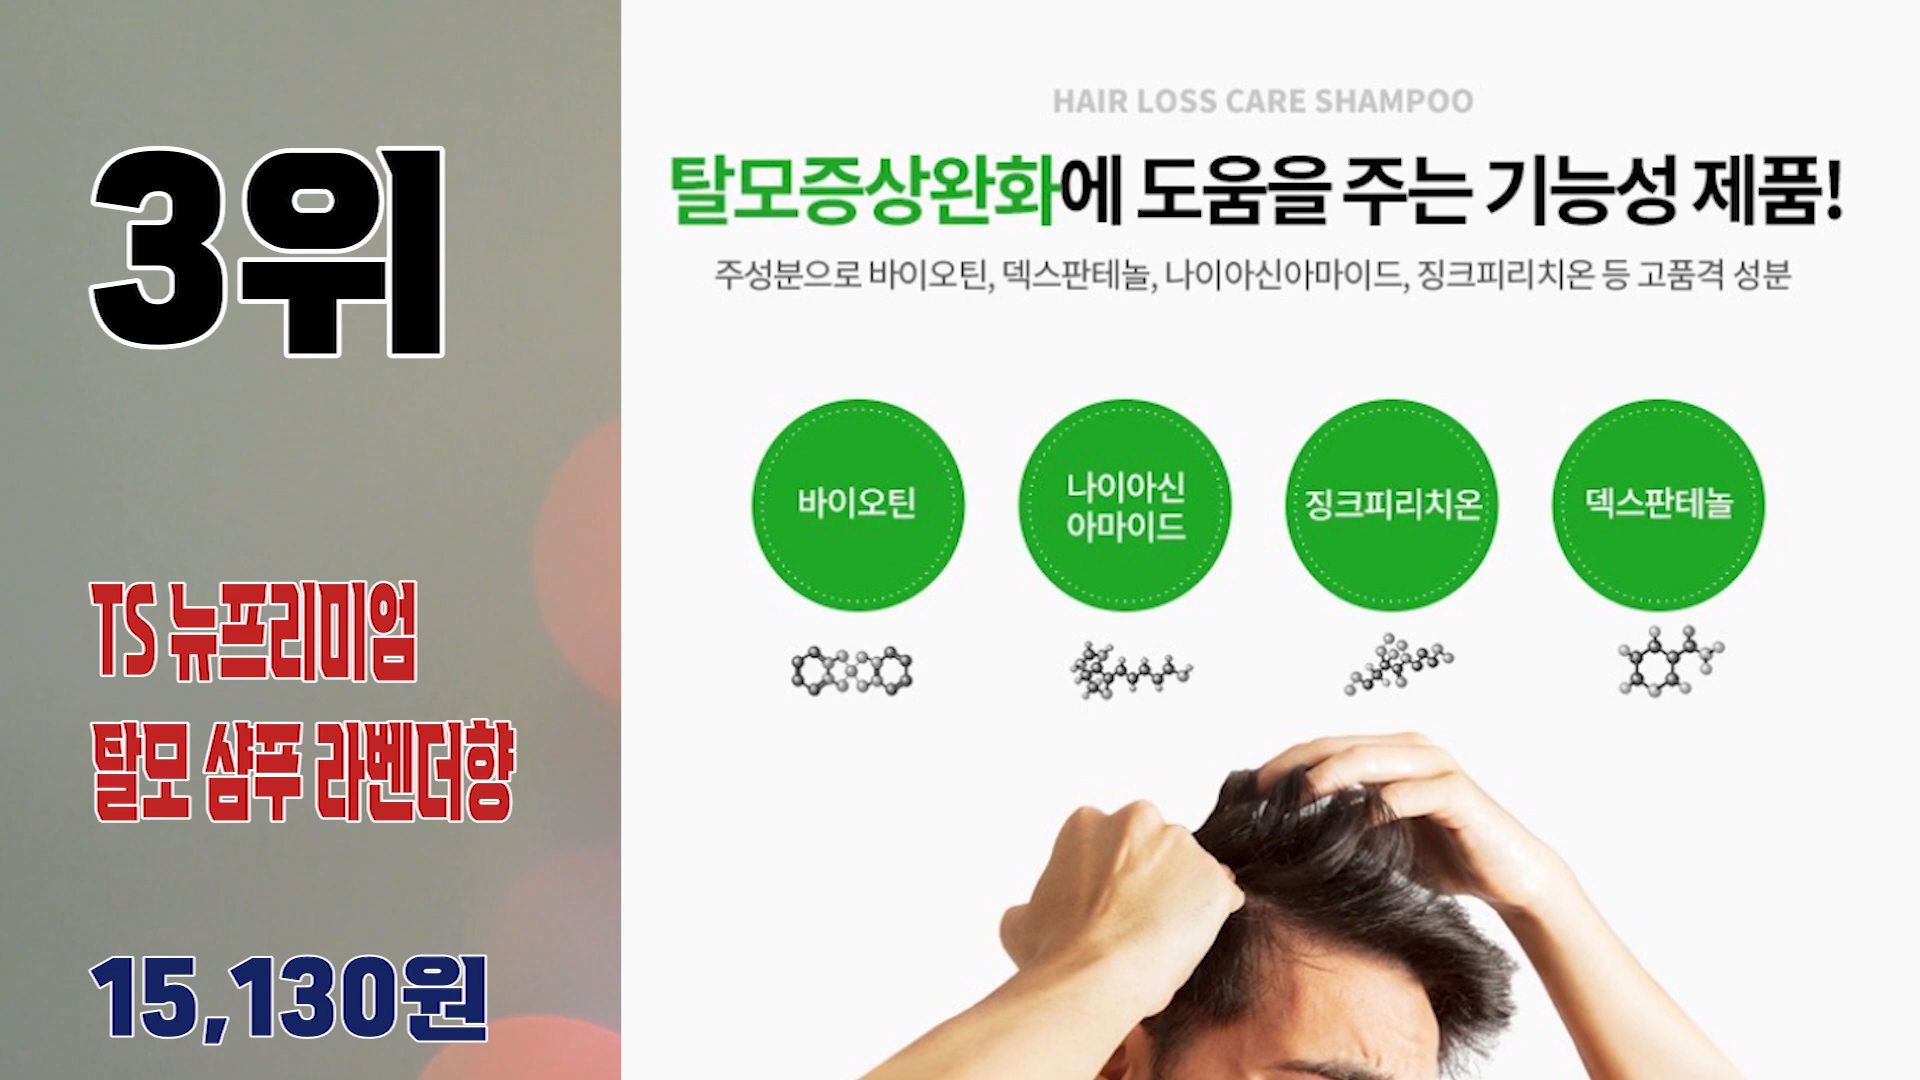 3위
TS 뉴프리미엄
탈모 샴푸 라벤더향
15,130원
HAIR LOSS CARE SHAMPOO
탈모증상완화에 도움을 주는 기능성 제품!
주성분으로 바이오틴, 덱스판테놀, 나이아신아마이드, 징크피리치온 등 고품격 성분
바이오틴
나이아신
아마이드
징크피리치온
덱스판테놀